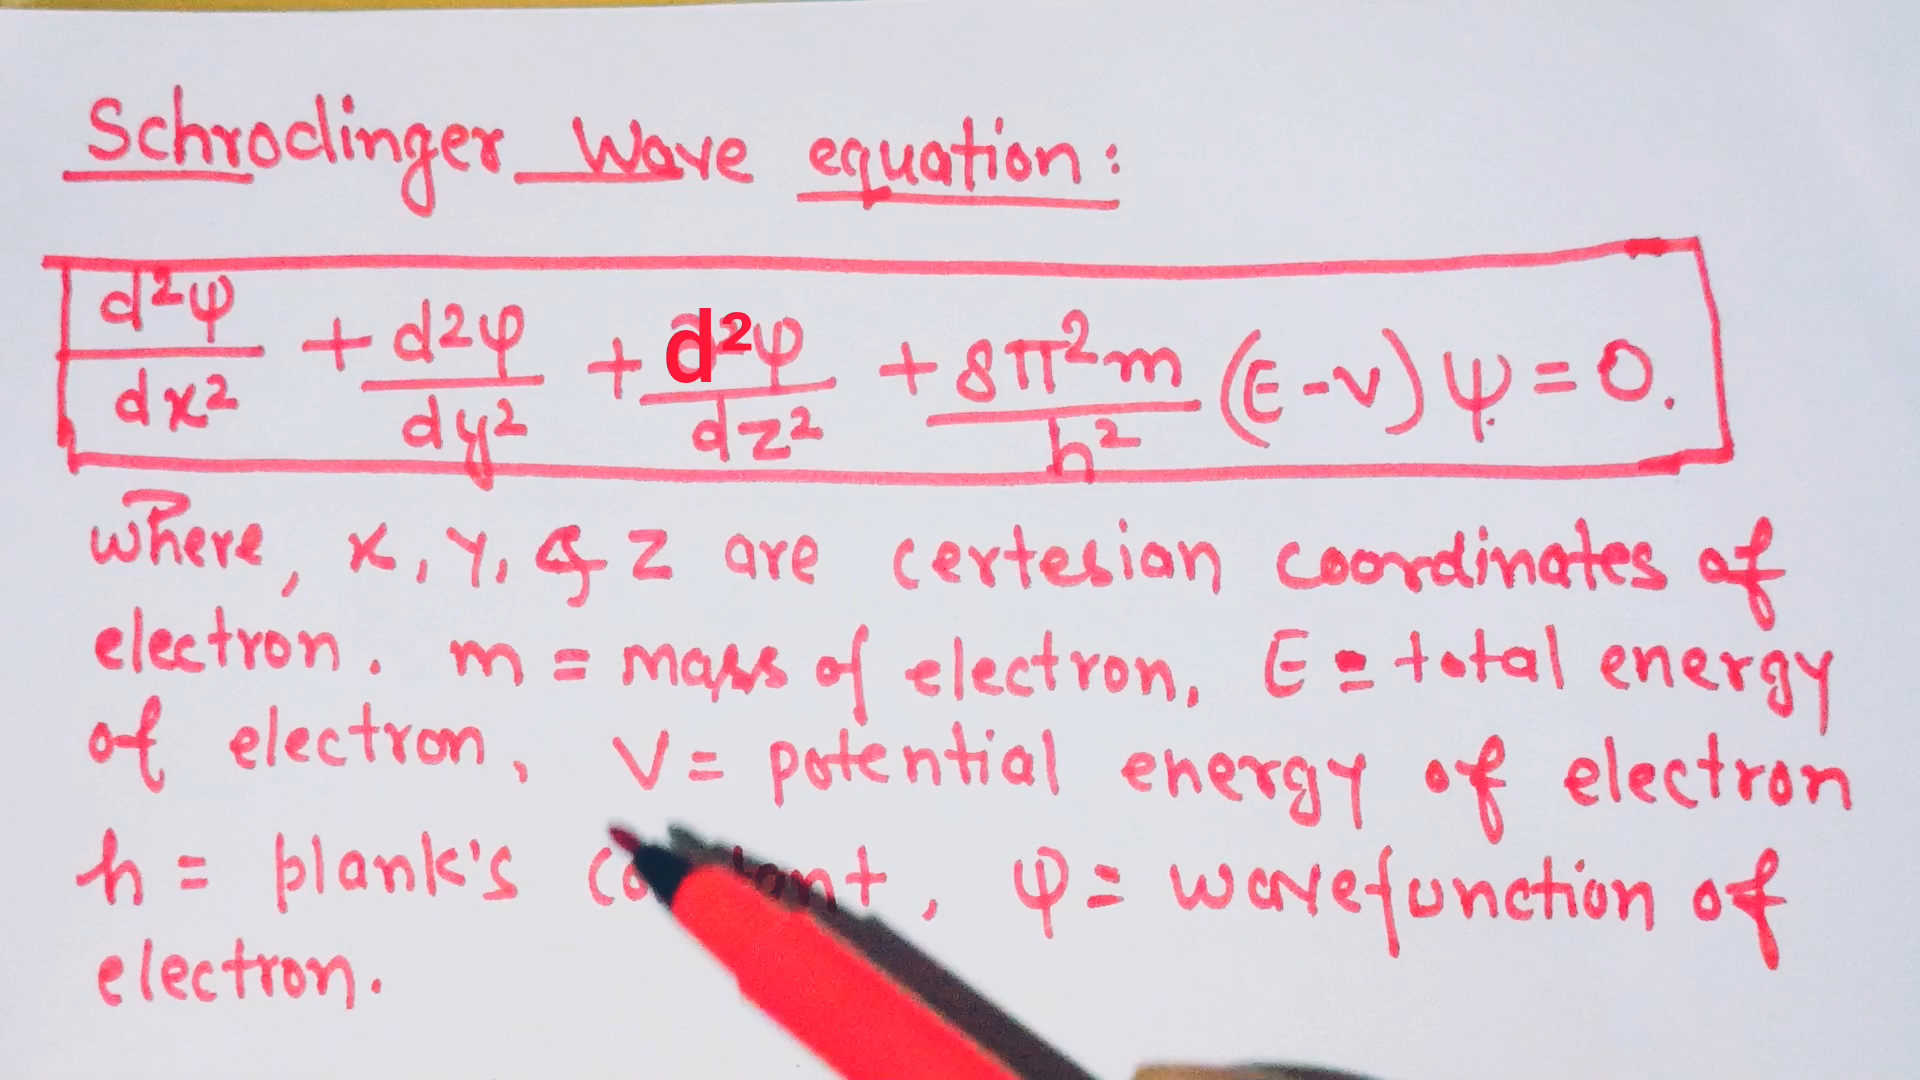 Schrodinger Wave equation:
d²ψ/dx² + d²ψ/dy² + d²ψ/dz² + 8π²m/h² (E-V) ψ = 0.
where, x, y, & z are certesian coordinates of
electron. m = mass of electron, E = total energy
of electron, V = potential energy of electron
h = plank's , ψ = wavefunction of
electron.